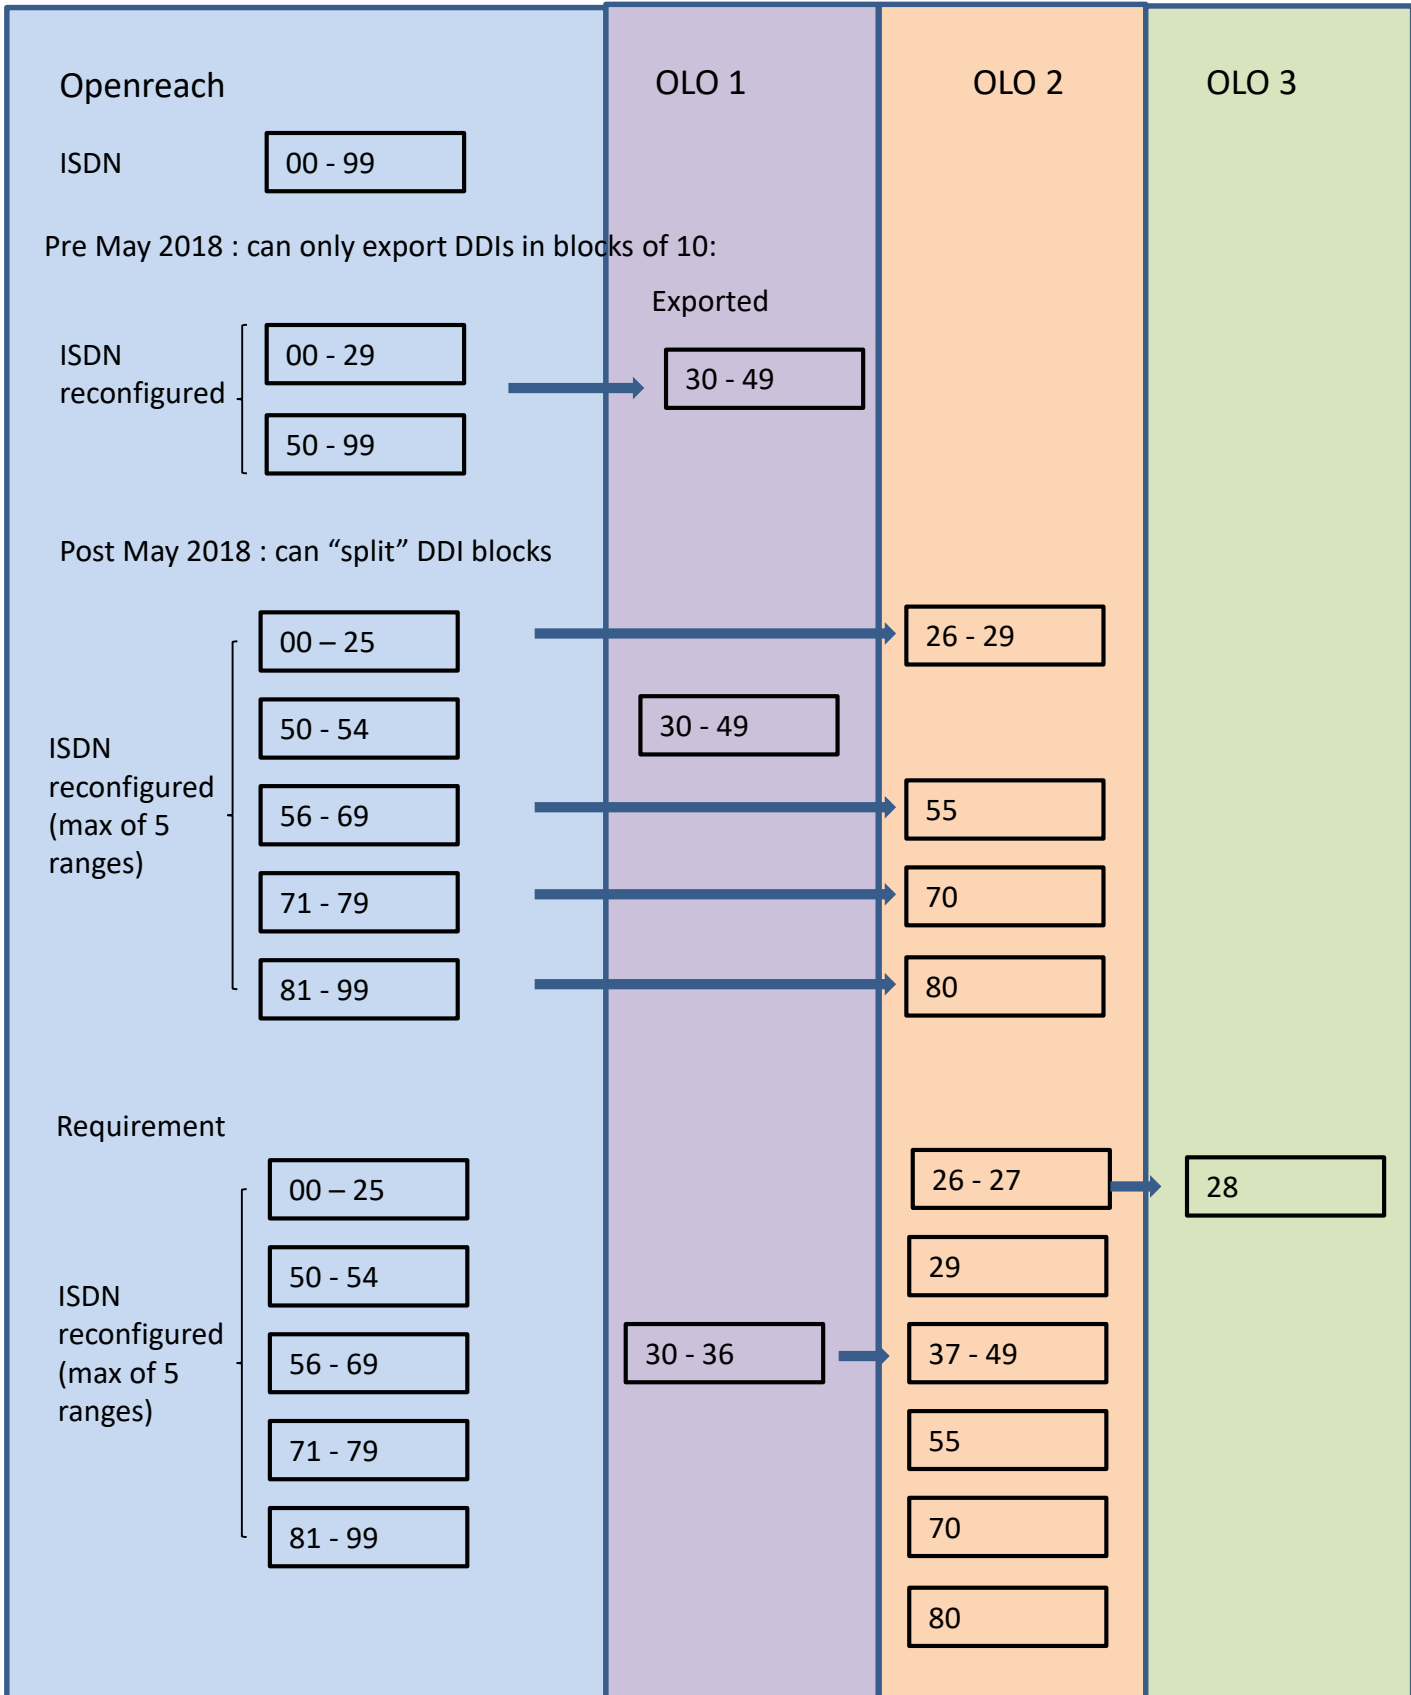 Openreach
OLO 1
OLO 2
OLO 3
ISDN
00 - 99
Pre May 2018 : can only export DDIs in blocks of 10:
Exported
ISDN
reconfigured
00 - 29
30 - 49
50 - 99
Post May 2018 : can “split” DDI blocks
00 – 25
26 - 29
50 - 54
30 - 49
ISDN
reconfigured
(max of 5
ranges)
56 - 69
55
71 - 79
70
81 - 99
80
Requirement
00 – 25
26 - 27
28
50 - 54
29
ISDN
reconfigured
(max of 5
ranges)
56 - 69
30 - 36
37 - 49
71 - 79
55
81 - 99
70
80